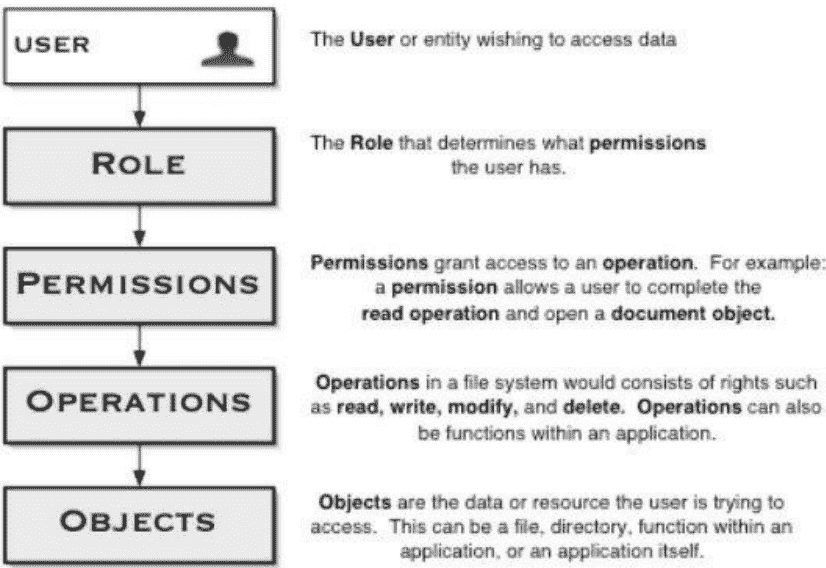 USER
The User or entity wishing to access data
ROLE
The Role that determines what permissions
the user has.
PERMISSIONS
Permissions grant access to an operation. For example:
a permission allows a user to complete the
read operation and open a document object.
OPERATIONS
Operations in a file system would consists of rights such
as read, write, modify, and delete. Operations can also
be functions within an application.
OBJECTS
Objects are the data or resource the user is trying to
access. This can be a file, directory, function within an
application, or an application itself.